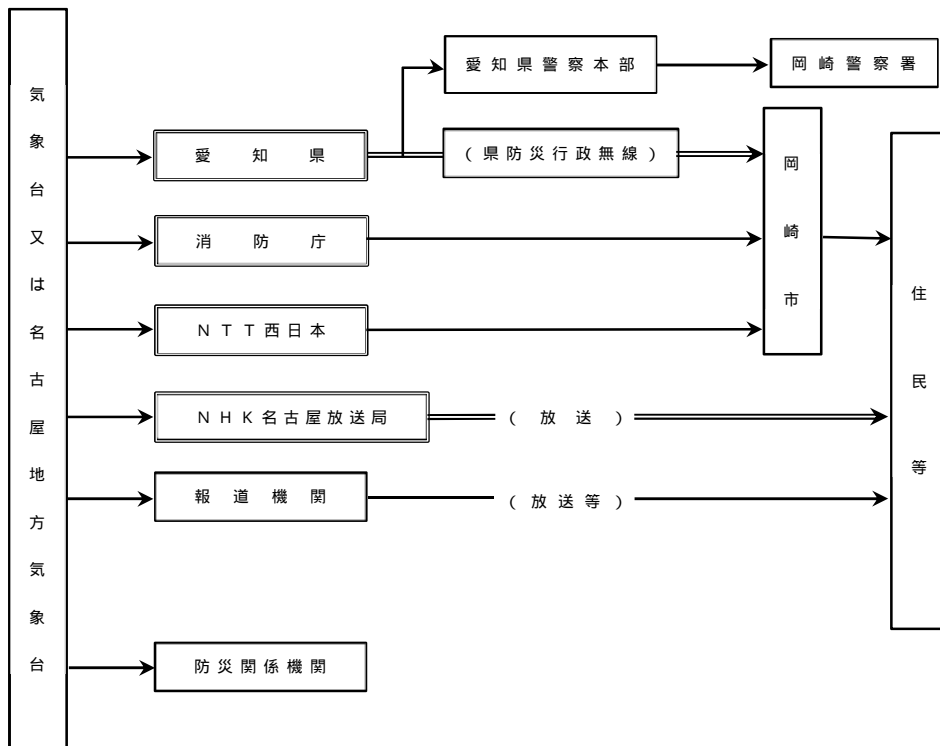 気象台又は名古屋地方気象台
愛知県警察本部
岡崎警察署
愛知県
(県防災行政無線)
消防庁
NTT西日本
岡崎市
住民等
NHK名古屋放送局
(放送)
報道機関
(放送等)
防災関係機関